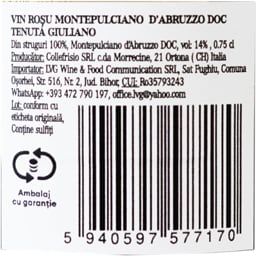 VIN ROȘU MONTEPULCIANO D'ABRUZZO DOC
TENUTA GIULIANO
Din struguri 100%, Montepulciano d'Abruzzo DOC, vol: 14% , 0.75 cl
Producător: Collefrisio SRL c.da Morrecine, 21 Ortona ( CH) Italia
Importator: LVG Wine & Food Communication SRL, Sat Fughiu, Comuna
Oșorhei, Str. 516, Nr. 2, Jud. Bihor, CUI: Ro35793243
WhatsApp: +393 472 790 197, office.lvg@yahoo.com
Lot: conform cu
eticheta originală,
Conține sulfiți
Ambalaj
cu garanție
5 940597 577170